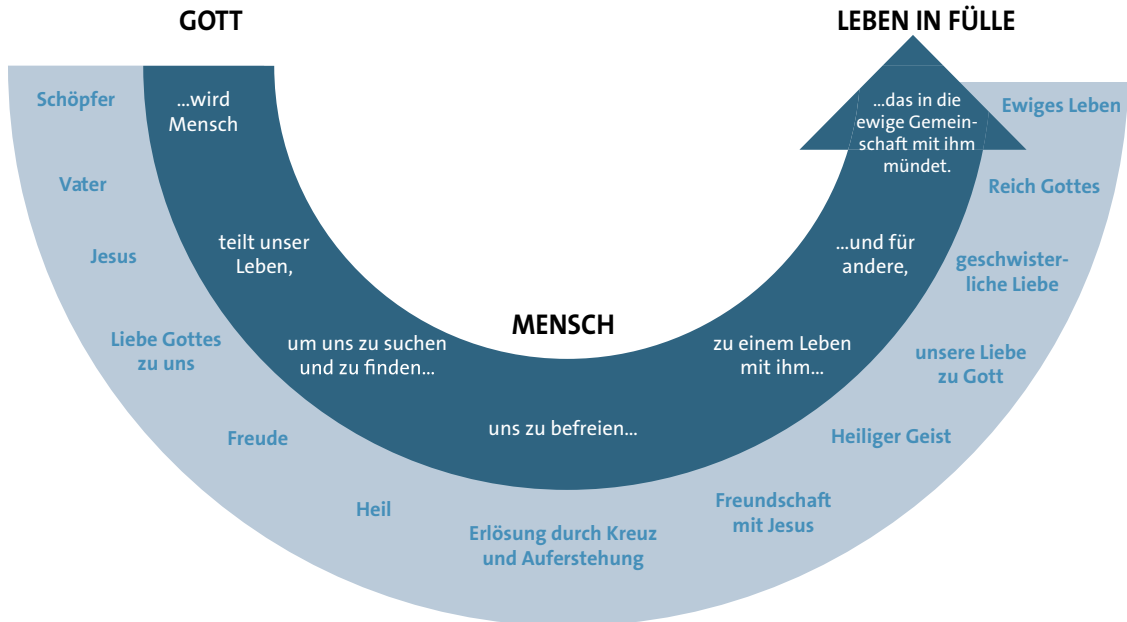 GOTT
LEBEN IN FÜLLE
MENSCH
...wird
Mensch
teilt unser
Leben,
um uns zu suchen
und zu finden...
uns zu befreien...
zu einem Leben
mit ihm...
...und für
andere,
...das in die
ewige Gemein-
schaft mit ihm
mündet.
Schöpfer
Vater
Jesus
Liebe Gottes
zu uns
Freude
Heil
Erlösung durch Kreuz
und Auferstehung
Freundschaft
mit Jesus
Heiliger Geist
unsere Liebe
zu Gott
geschwister-
liche Liebe
Reich Gottes
Ewiges Leben